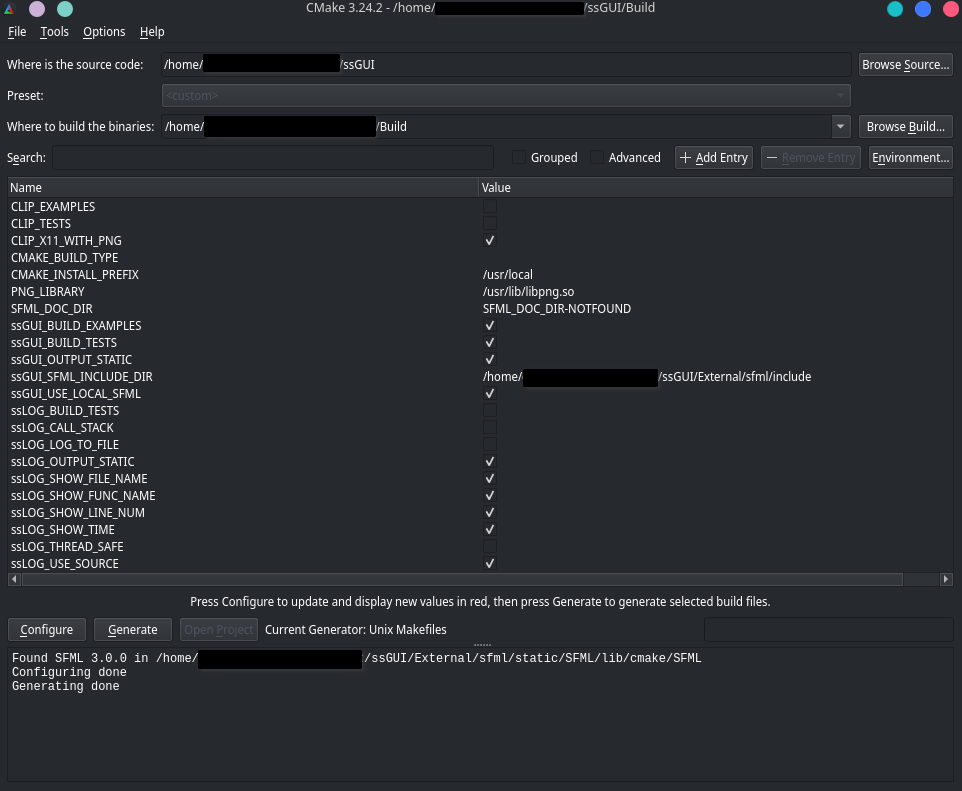 CMake 3.24.2 - /home/ /ssGUI/Build
File Tools Options Help
Where is the source code: /home/ /ssGUI Browse Source...
Preset: <custom>
Where to build the binaries: /home/ /Build Browse Build...
Search: Grouped Advanced Add Entry Remove Entry Environment...
Name Value
CLIP_EXAMPLES
CLIP_TESTS
CLIP_X11_WITH_PNG
CMAKE_BUILD_TYPE
CMAKE_INSTALL_PREFIX /usr/local
PNG_LIBRARY /usr/lib/libpng.so
SFML_DOC_DIR SFML_DOC_DIR-NOTFOUND
ssGUI_BUILD_EXAMPLES
ssGUI_BUILD_TESTS
ssGUI_OUTPUT_STATIC
ssGUI_SFML_INCLUDE_DIR /home/ /ssGUI/External/sfml/include
ssGUI_USE_LOCAL_SFML
ssLOG_BUILD_TESTS
ssLOG_CALL_STACK
ssLOG_LOG_TO_FILE
ssLOG_OUTPUT_STATIC
ssLOG_SHOW_FILE_NAME
ssLOG_SHOW_FUNC_NAME
ssLOG_SHOW_LINE_NUM
ssLOG_SHOW_TIME
ssLOG_THREAD_SAFE
ssLOG_USE_SOURCE
Press Configure to update and display new values in red, then press Generate to generate selected build files.
Configure Generate Open Project Current Generator: Unix Makefiles
Found SFML 3.0.0 in /home/ /ssGUI/External/sfml/static/SFML/lib/cmake/SFML
Configuring done
Generating done